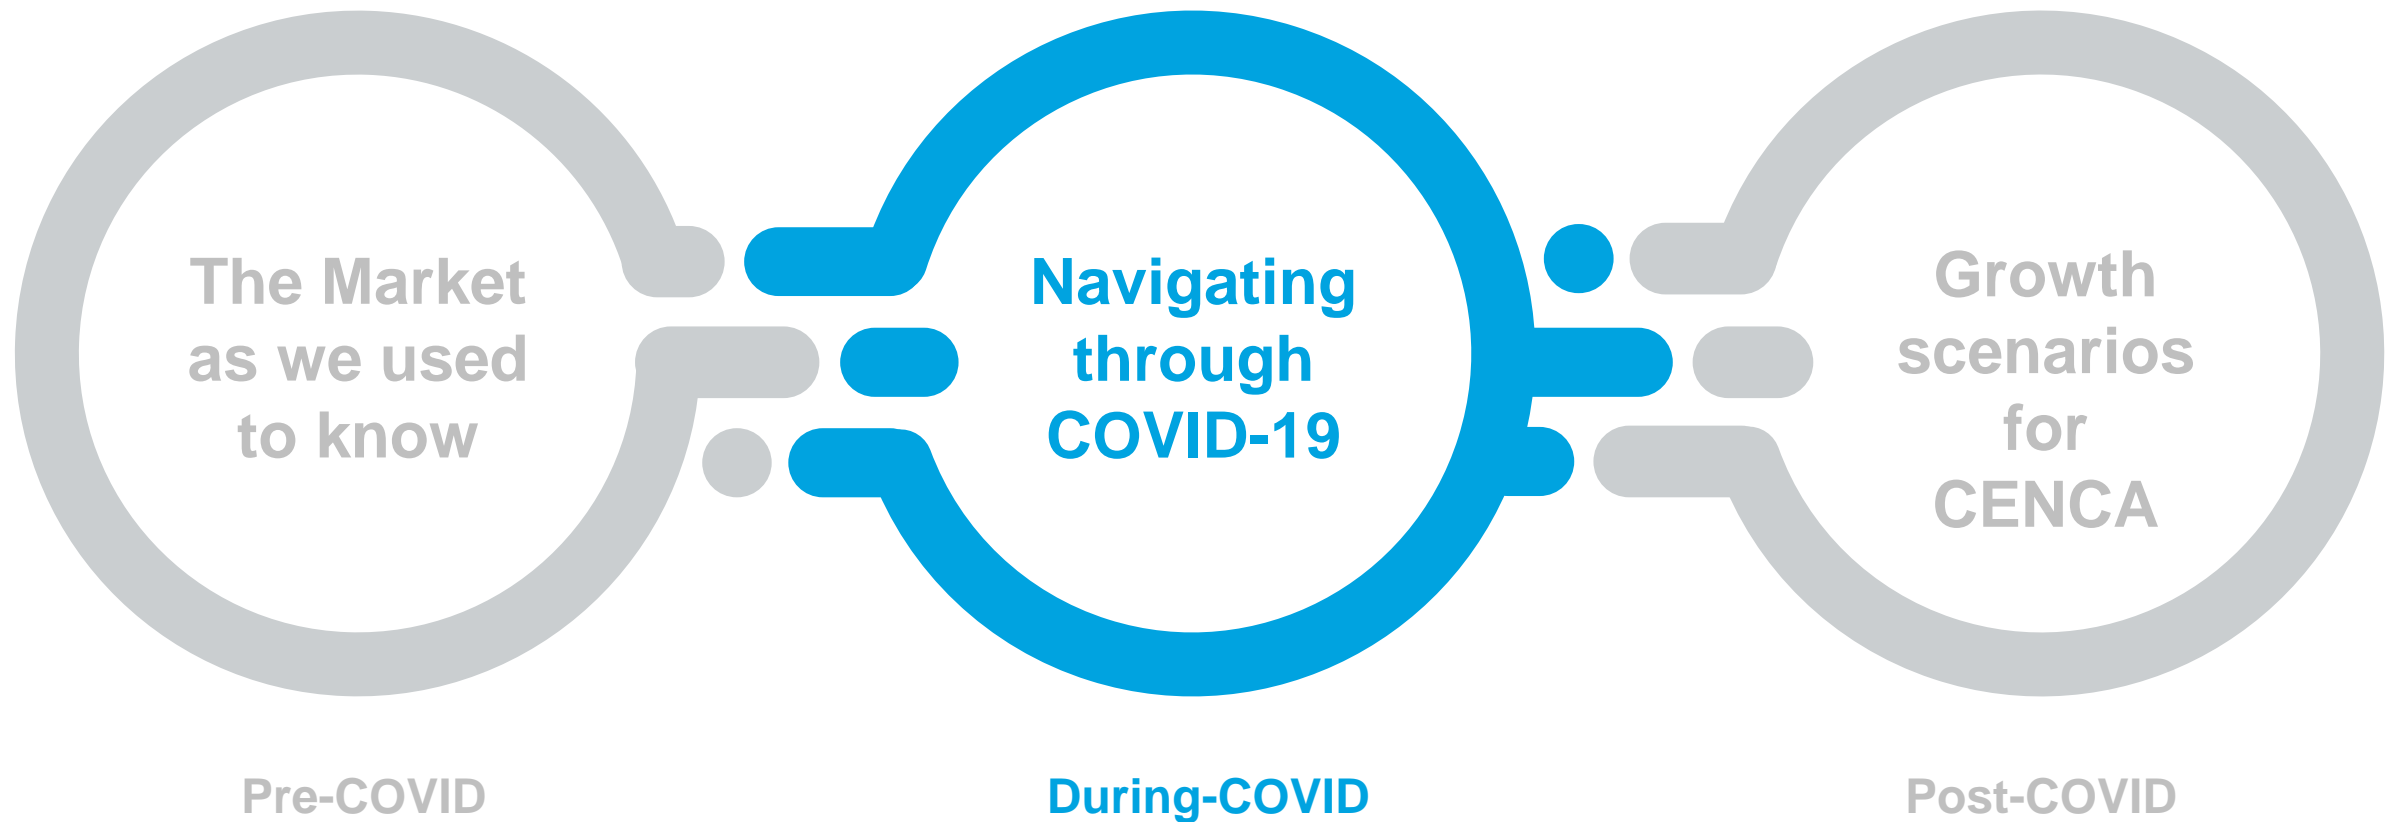 The Market
as we used
to know
Navigating
through
COVID-19
Growth
scenarios
for
CENCA
Pre-COVID
During-COVID
Post-COVID